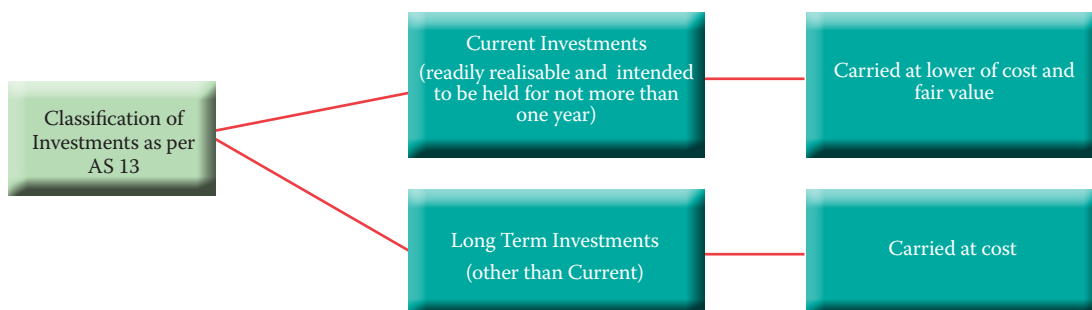 Classification of
Investments as per
AS 13
Current Investments
(readily realisable and intended
to be held for not more than
one year)
Carried at lower of cost and
fair value
Long Term Investments
(other than Current)
Carried at cost